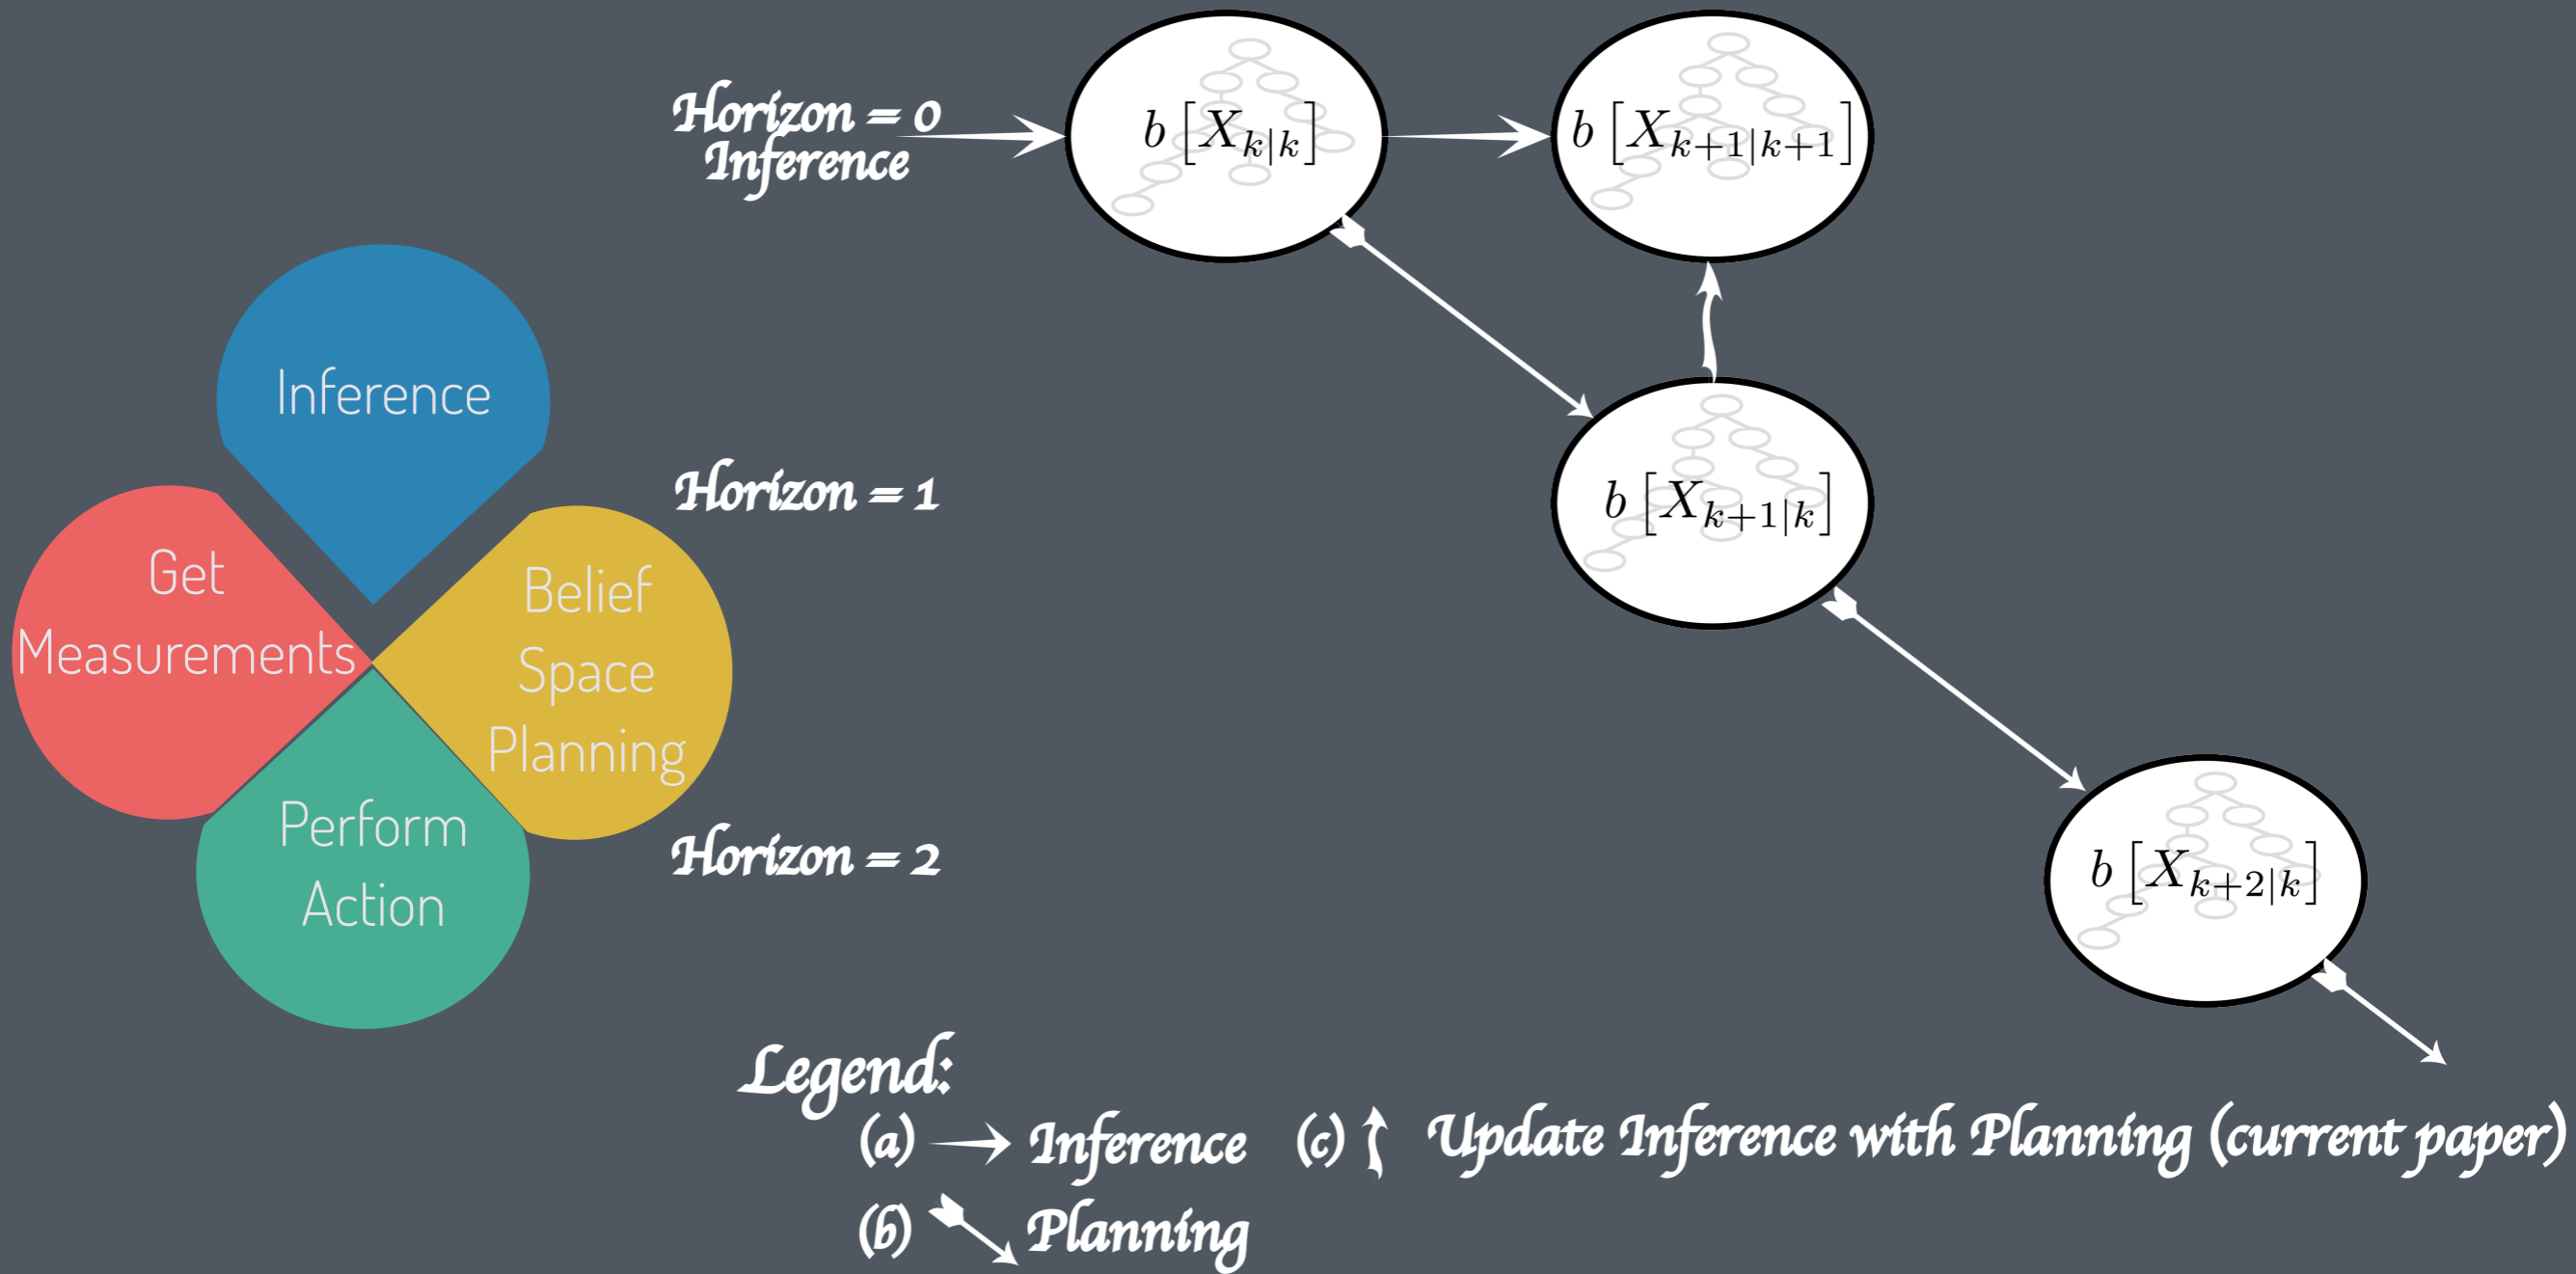 Horizon = 0
Inference
b [X_{k|k}]
b [X_{k+1|k+1}]
Inference
Horizon = 1
b [X_{k+1|k}]
Get
Measurements
Belief
Space
Planning
Perform
Action
Horizon = 2
b [X_{k+2|k}]
Legend:
(a) Inference
(c) Update Inference with Planning (current paper)
(b) Planning